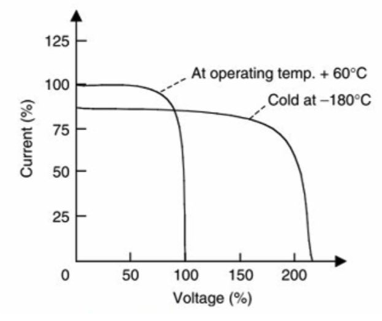 125
At operating temp. + 60°C
100
Cold at –180°C
75
50
25
Current (%)
0 50 100 150 200
Voltage (%)